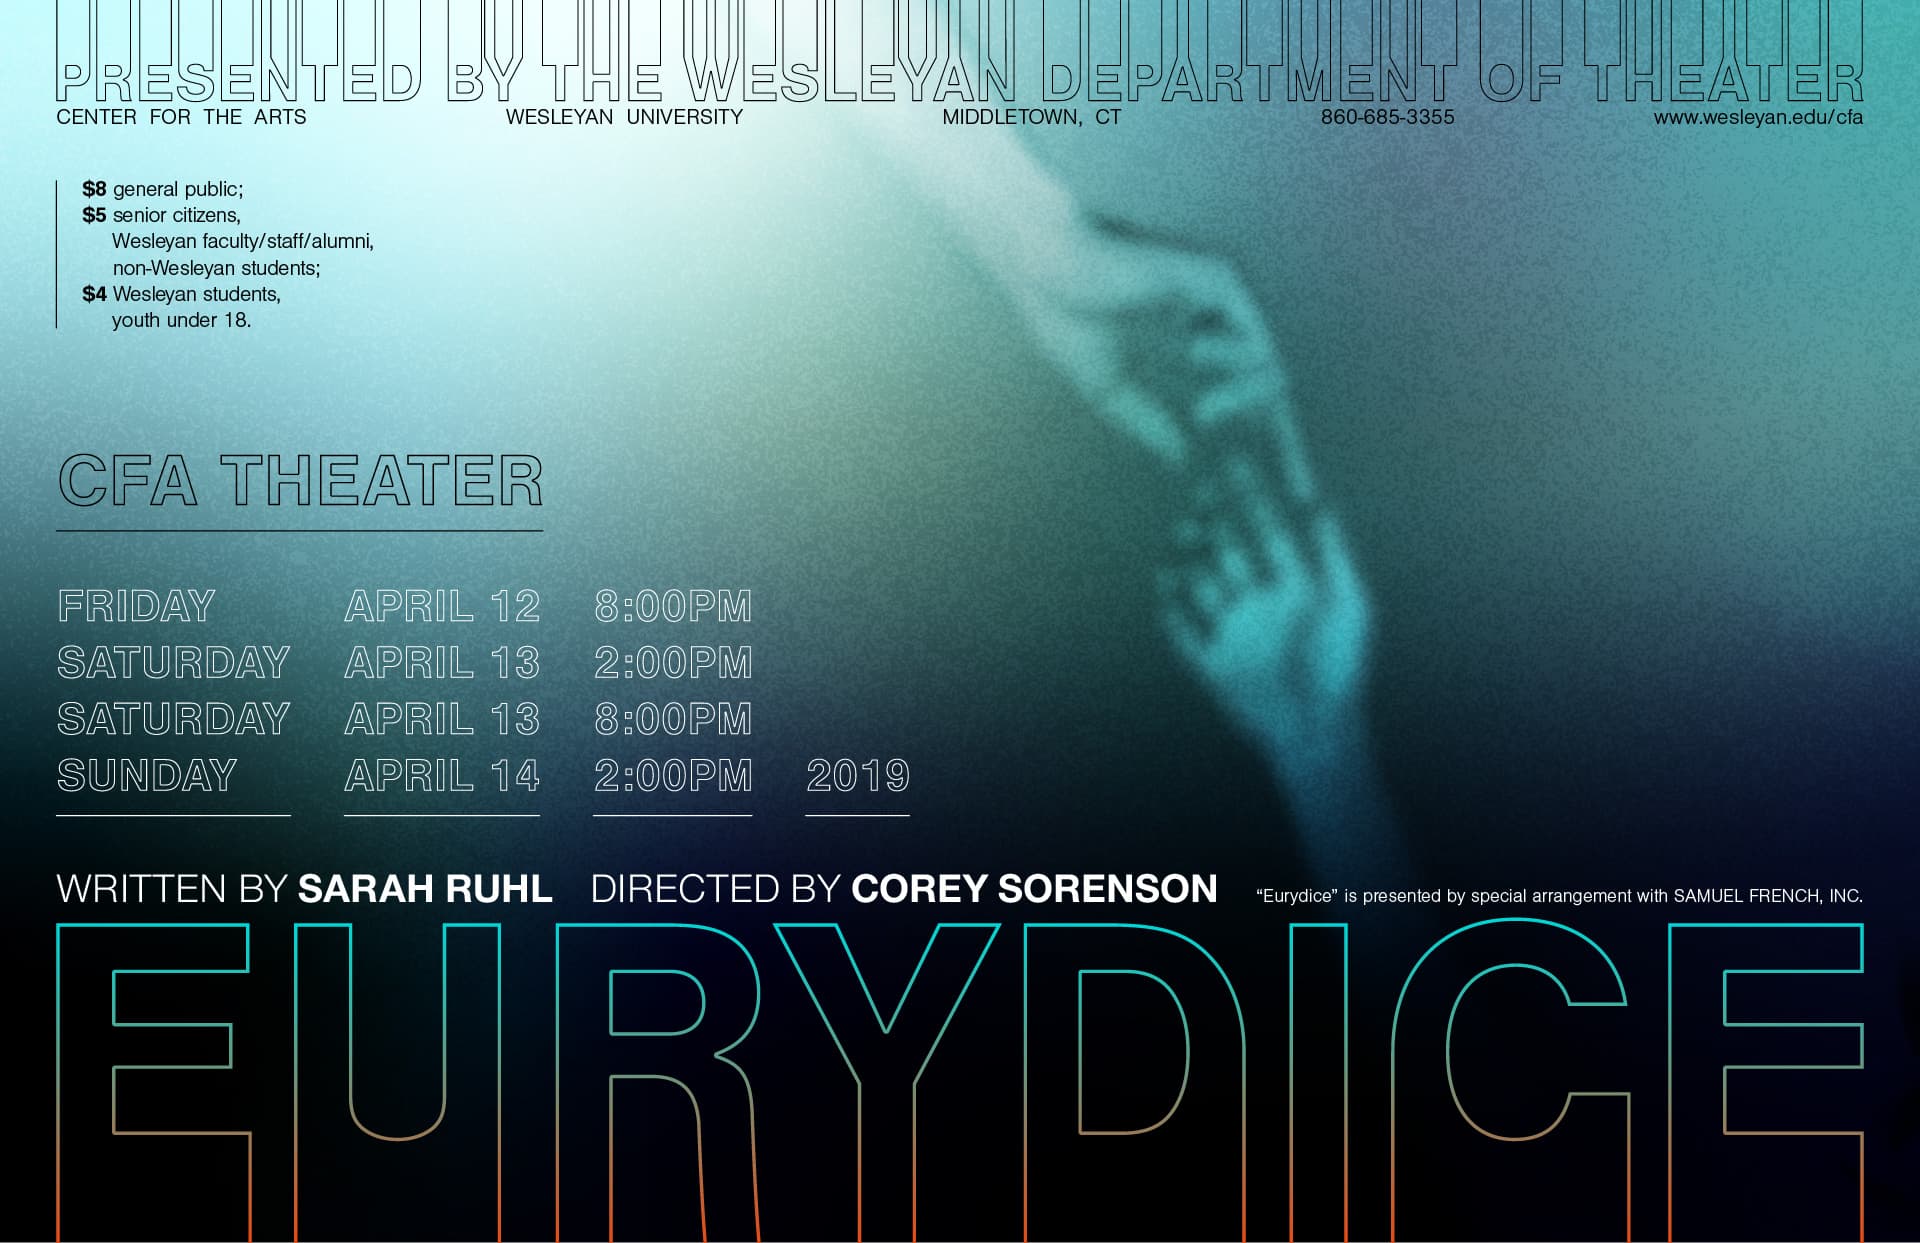 PRESENTED BY THE WESLEYAN DEPARTMENT OF THEATER
CENTER FOR THE ARTS WESLEYAN UNIVERSITY MIDDLETOWN, CT 860-685-3355 www.wesleyan.edu/cfa
$8 general public;
$5 senior citizens,
Wesleyan faculty/staff/alumni,
non-Wesleyan students;
$4 Wesleyan students,
youth under 18.
CFA THEATER
FRIDAY APRIL 12 8:00PM
SATURDAY APRIL 13 2:00PM
SATURDAY APRIL 13 8:00PM
SUNDAY APRIL 14 2:00PM 2019
WRITTEN BY SARAH RUHL DIRECTED BY COREY SORENSON “Eurydice” is presented by special arrangement with SAMUEL FRENCH, INC.
EURYDICE